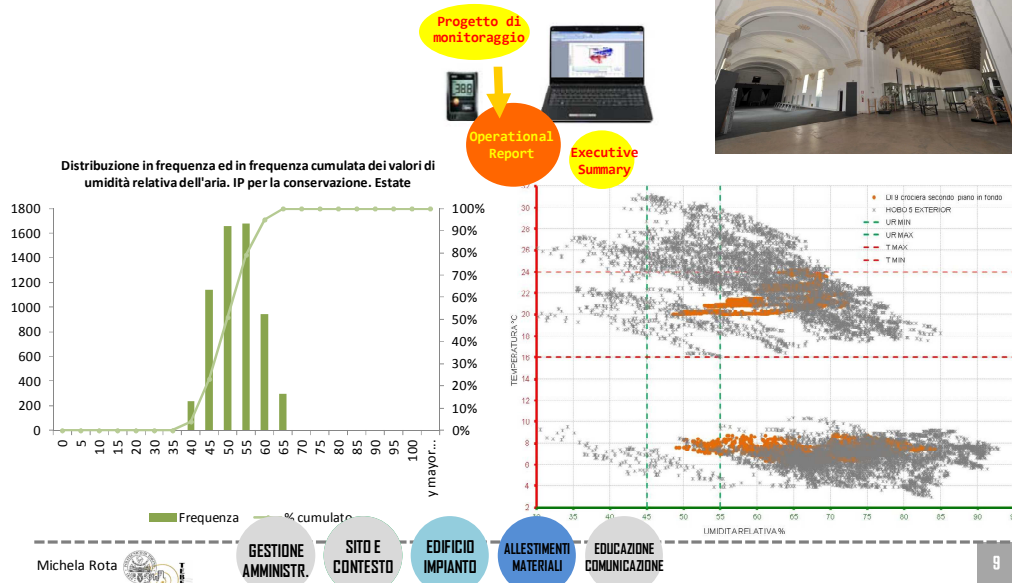 Progetto di
monitoraggio
Operational
Report
Executive
Summary
Distribuzione in frequenza ed in frequenza cumulata dei valori di
umidità relativa dell'aria. IP per la conservazione. Estate
1800
1600
1400
1200
1000
800
600
400
200
0
100%
90%
80%
70%
60%
50%
40%
30%
20%
10%
0%
0 5 10 15 20 25 30 35 40 45 50 55 60 65 70 75 80 85 90 95 100 y mayor...
Frequenza % cumulato
DI 9 crociera secondo piano in fondo
HOBO 5 EXTERIOR
UR MIN
UR MAX
T MAX
T MIN
TEMPERATURA °C
30
28
26
24
22
20
18
16
14
12
10
8
6
4
2
35 45 50 55 60 65 70 75 80 85 90
UMIDITA RELATIVA %
Michela Rota
GESTIONE
AMMINISTR.
SITO E
CONTESTO
EDIFICIO
IMPIANTO
ALLESTIMENTI
MATERIALI
EDUCAZIONE
COMUNICAZIONE
9